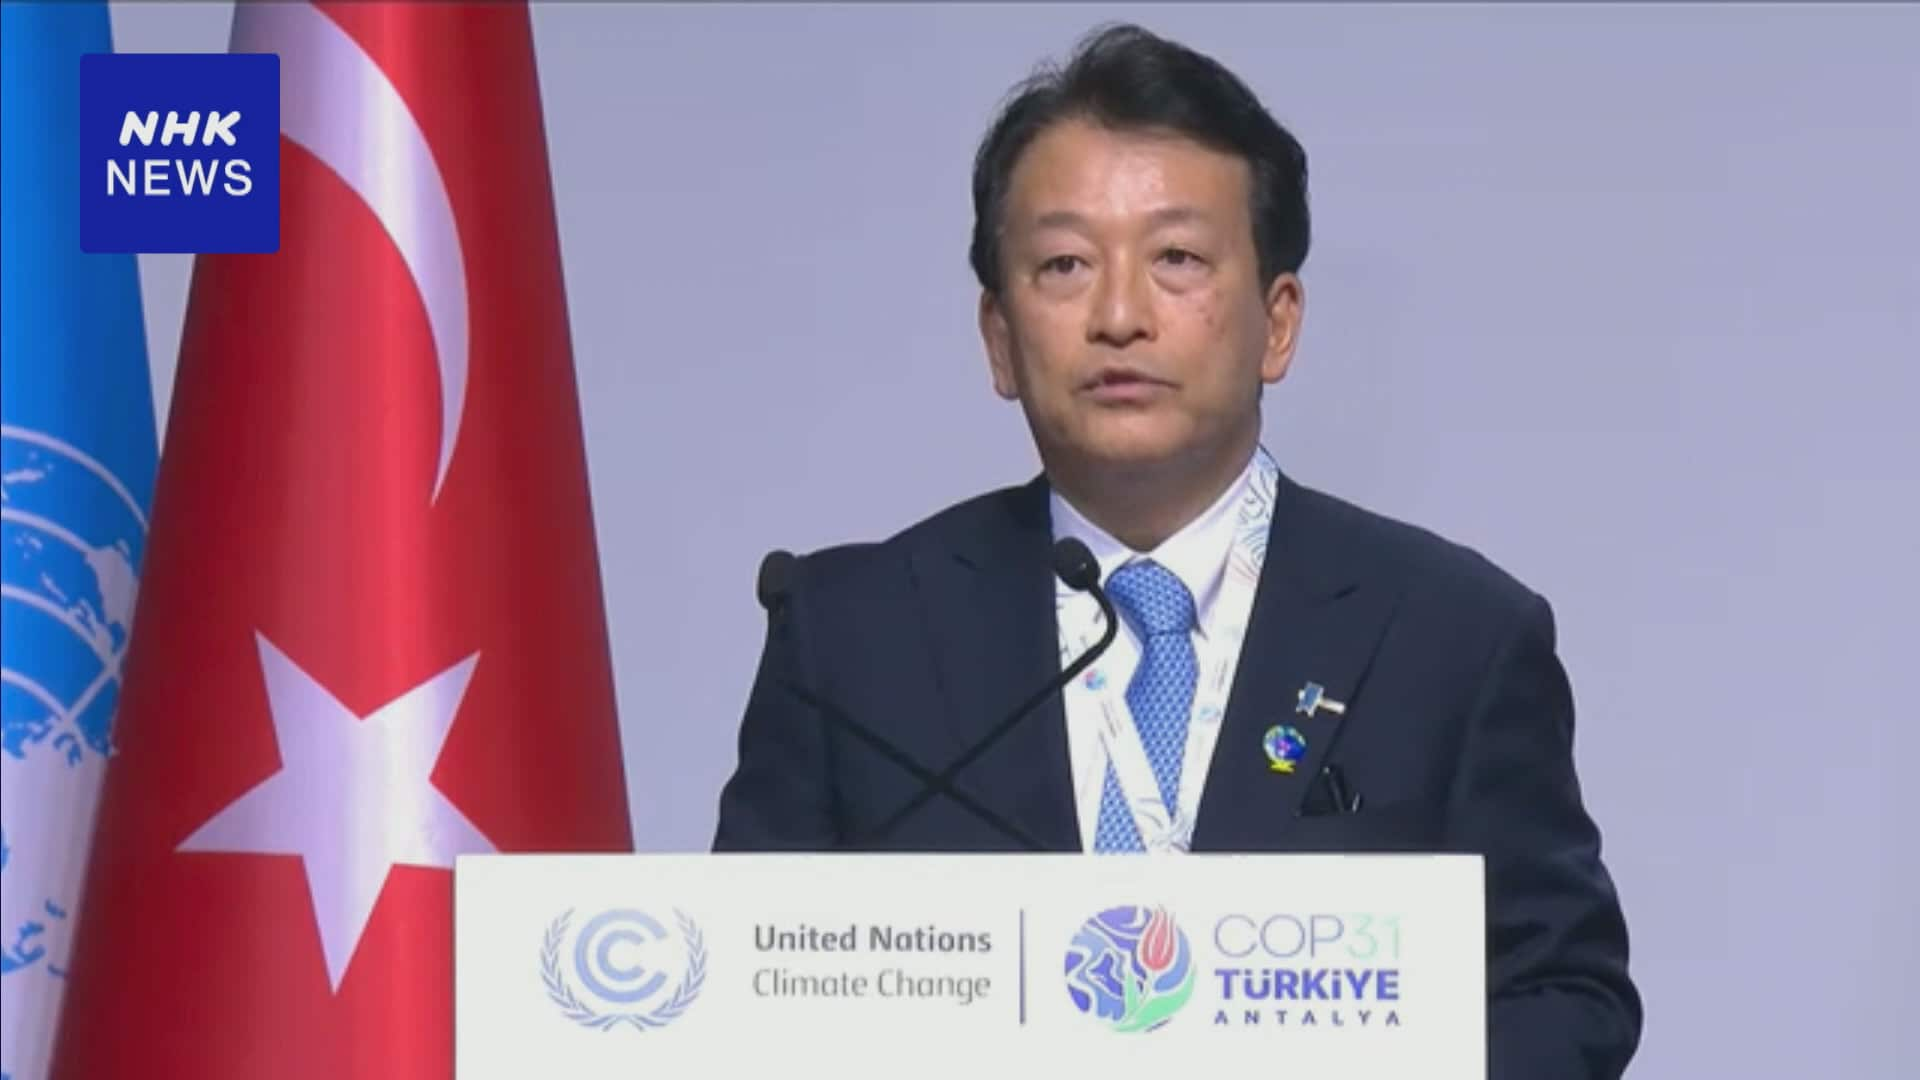 NHK
NEWS
United Nations
Climate Change
COP31
TÜRKİYE
ANTALYA